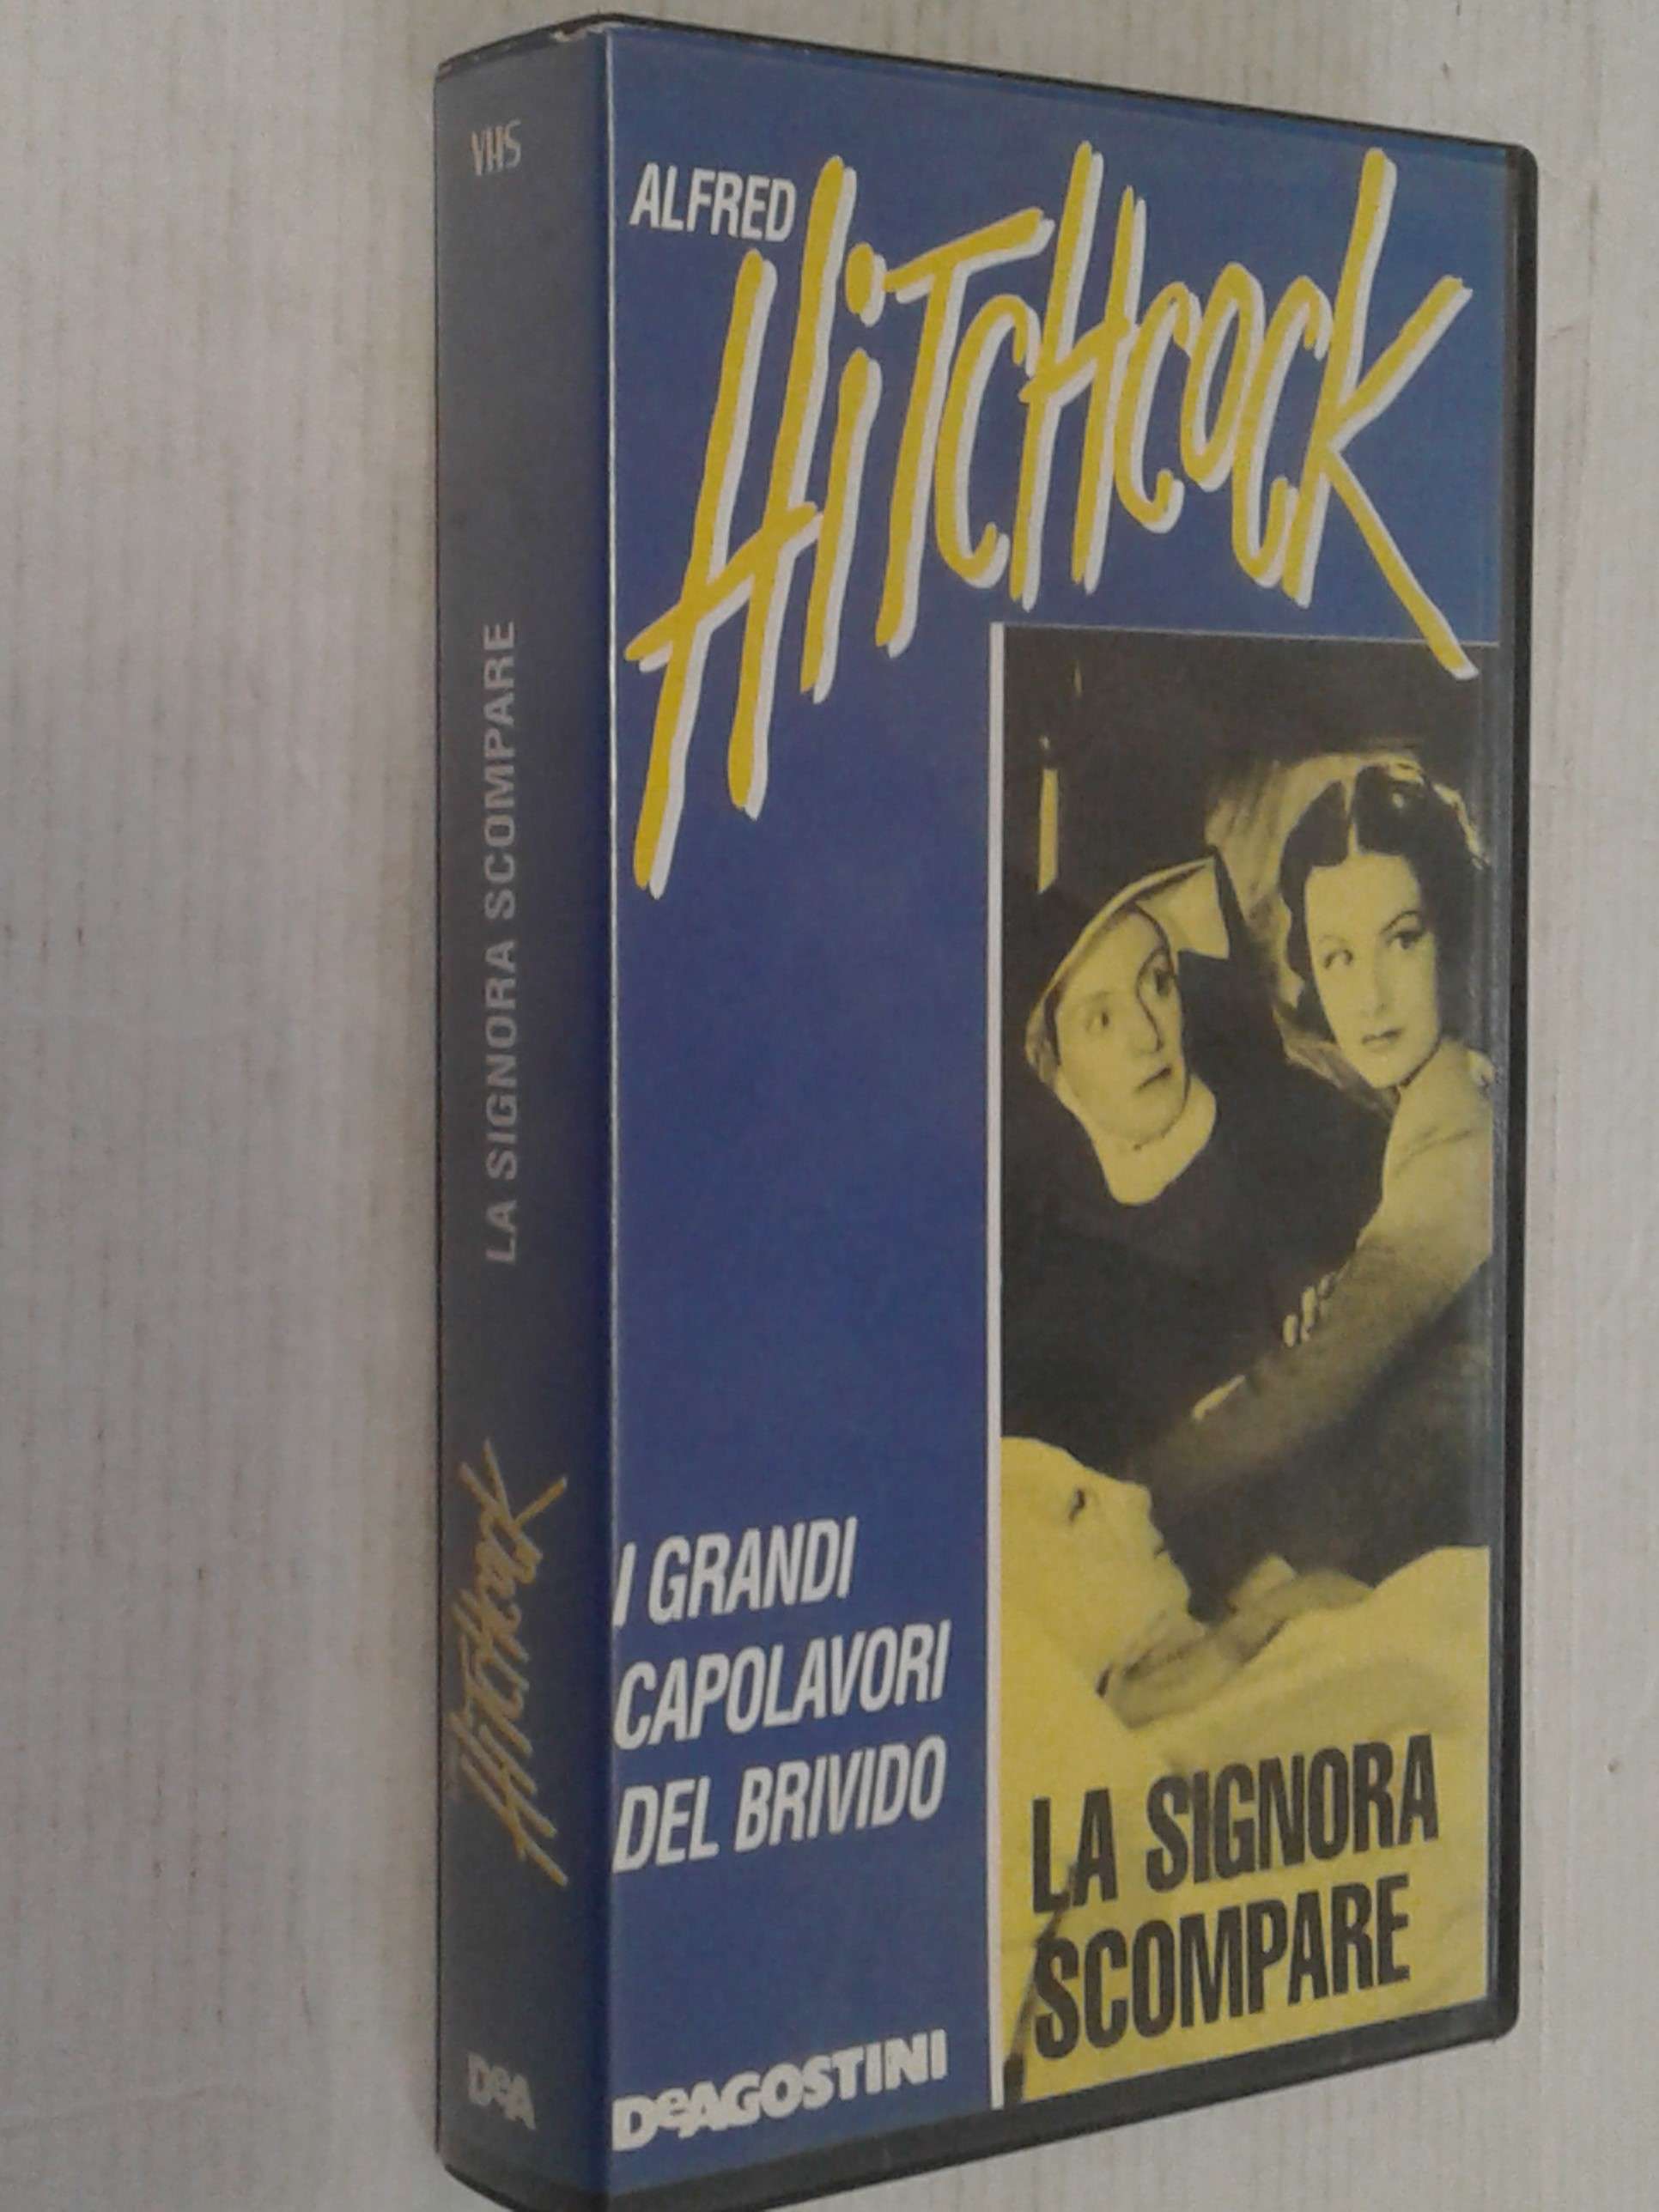 VHS
LA SIGNORA SCOMPARE
HiTCHCOCK
DeA
ALFRED
HiTCHCOCK
I GRANDI
CAPOLAVORI
DEL BRIVIDO
DeAGOSTINI
LA SIGNORA
SCOMPARE